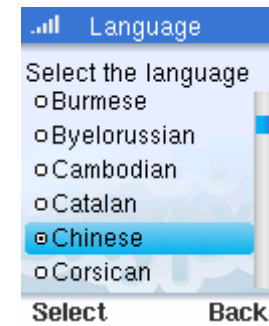 Language
Select the language
Burmese
Byelorussian
Cambodian
Catalan
Chinese
Corsican
Select Back